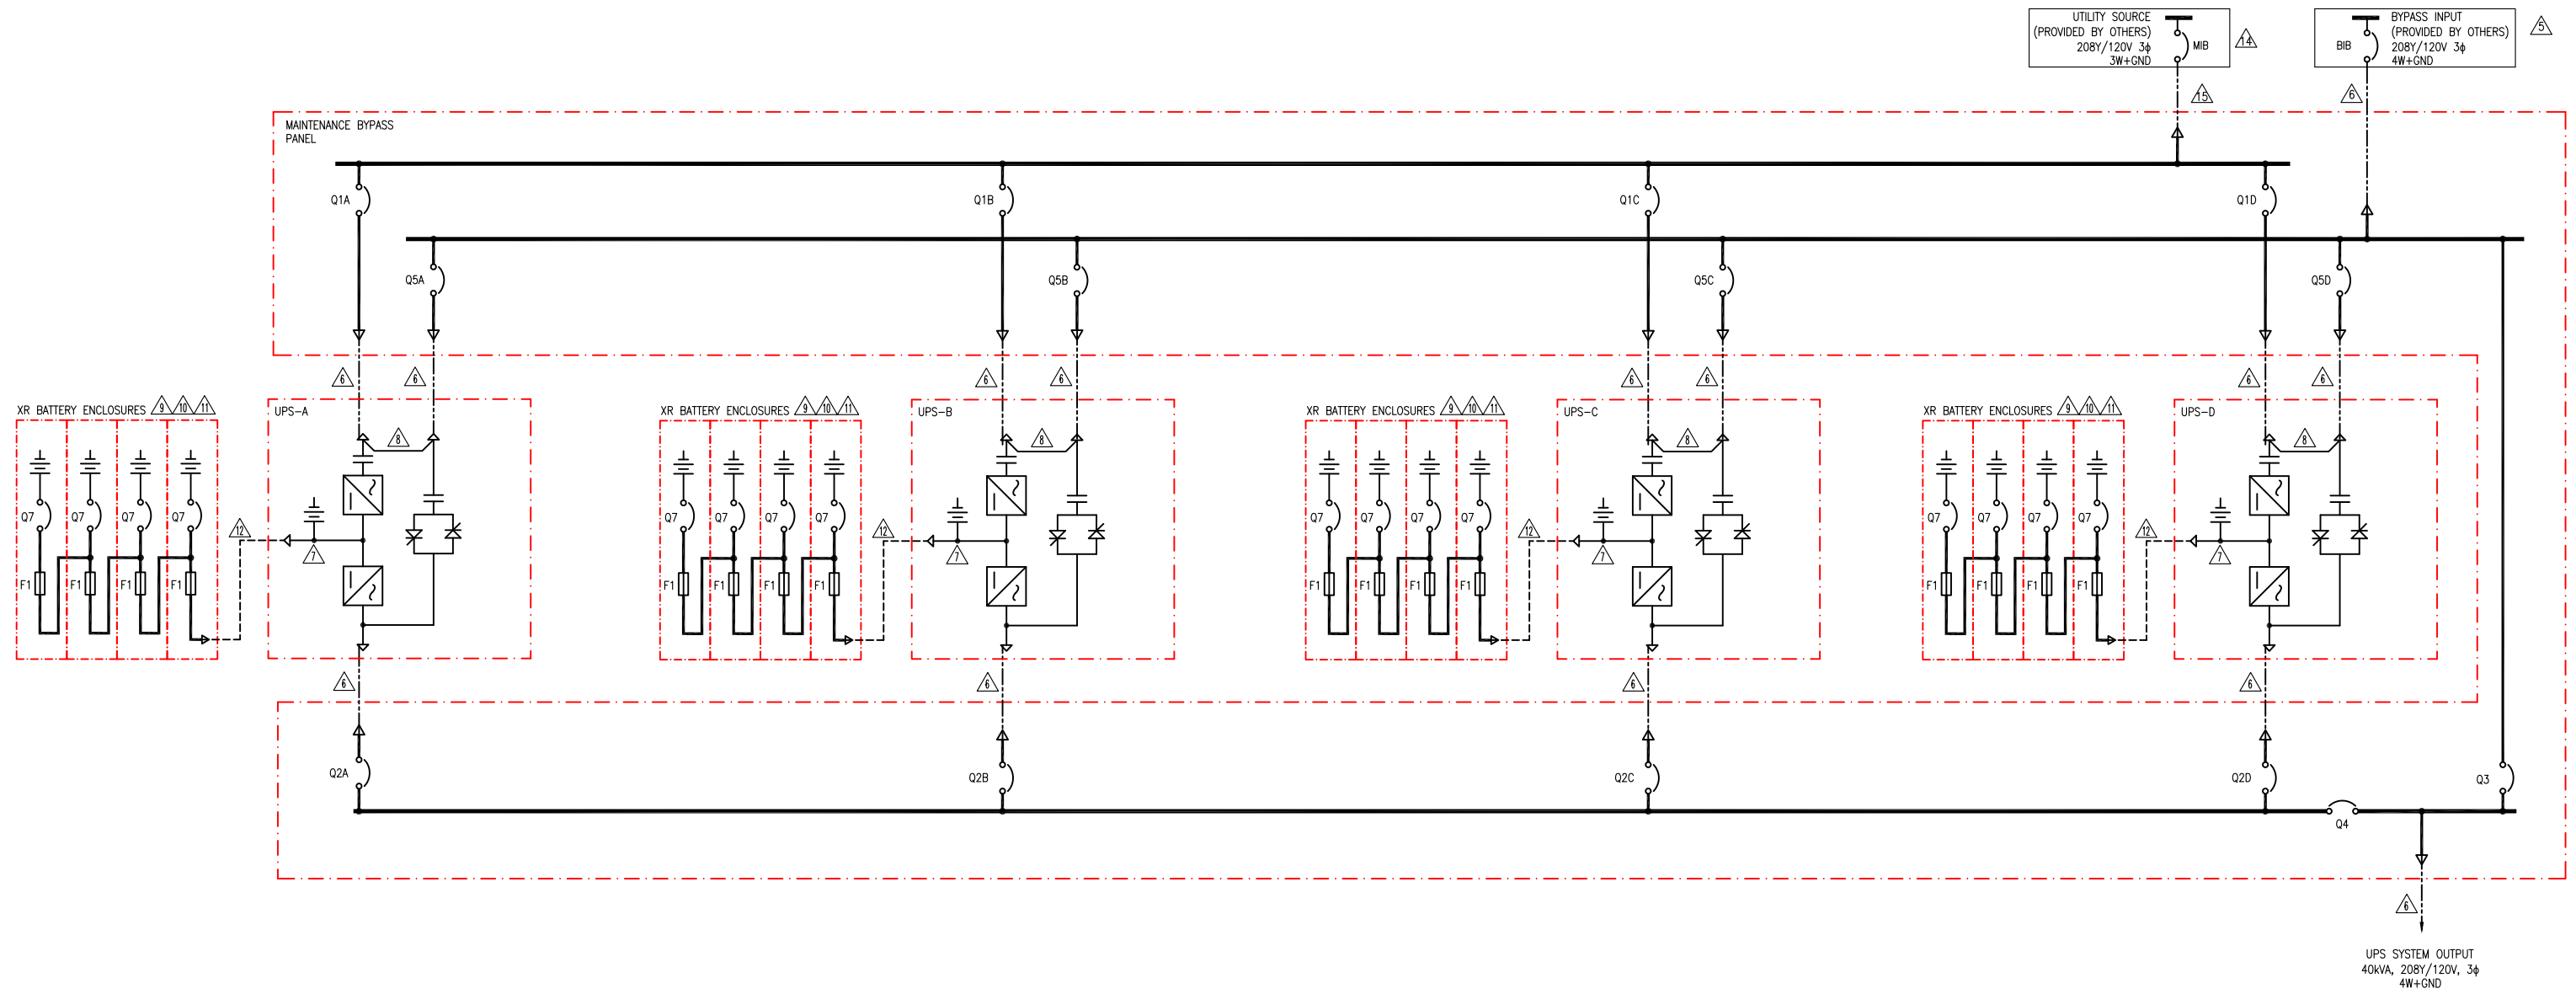 UTILITY SOURCE
(PROVIDED BY OTHERS)
208Y/120V 3ϕ
3W+GND
MIB
14
BIB
BYPASS INPUT
(PROVIDED BY OTHERS)
208Y/120V 3ϕ
4W+GND
5
15
6
MAINTENANCE BYPASS
PANEL
Q1A
Q1B
Q1C
Q1D
Q5A
Q5B
Q5C
Q5D
6
6
6
6
6
6
6
6
XR BATTERY ENCLOSURES 9 10 11
UPS-A
8
Q7
Q7
Q7
Q7
12
7
F1
F1
F1
F1
XR BATTERY ENCLOSURES 9 10 11
UPS-B
8
Q7
Q7
Q7
Q7
12
7
F1
F1
F1
F1
XR BATTERY ENCLOSURES 9 10 11
UPS-C
8
Q7
Q7
Q7
Q7
12
7
F1
F1
F1
F1
XR BATTERY ENCLOSURES 9 10 11
UPS-D
8
Q7
Q7
Q7
Q7
12
7
F1
F1
F1
F1
6
6
6
6
Q2A
Q2B
Q2C
Q2D
Q3
Q4
6
UPS SYSTEM OUTPUT
40kVA, 208Y/120V, 3ϕ
4W+GND